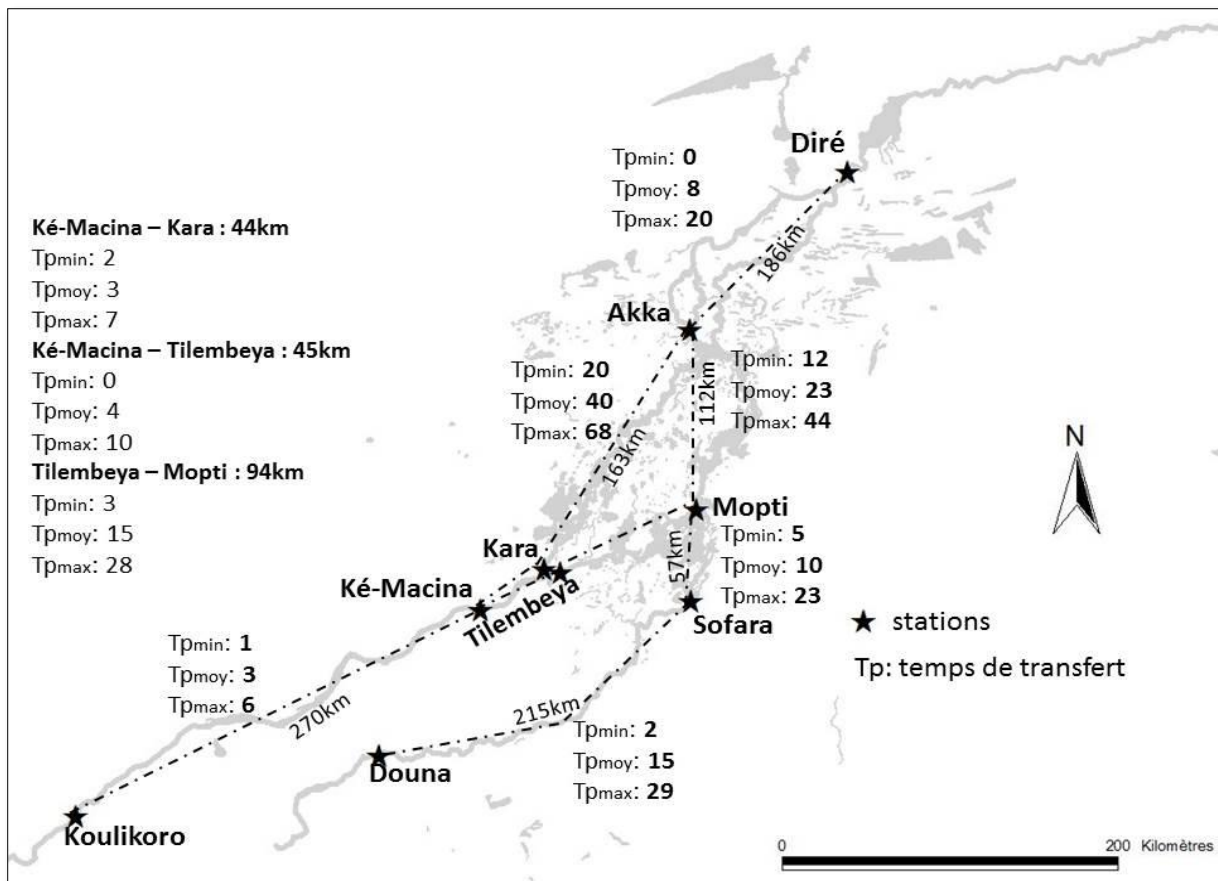 Diré
Tpmin: 0
Tpmoy: 8
Tpmax: 20
186km
Ké-Macina – Kara : 44km
Tpmin: 2
Tpmoy: 3
Tpmax: 7
Ké-Macina – Tilembeya : 45km
Tpmin: 0
Tpmoy: 4
Tpmax: 10
Tilembeya – Mopti : 94km
Tpmin: 3
Tpmoy: 15
Tpmax: 28
Akka
Tpmin: 20
Tpmoy: 40
Tpmax: 68
163km
Tpmin: 12
Tpmoy: 23
Tpmax: 44
112km
N
Mopti
Tpmin: 5
Tpmoy: 10
Tpmax: 23
57km
Kara
Ké-Macina
Tilembeya
Sofara
stations
Tp: temps de transfert
Tpmin: 1
Tpmoy: 3
Tpmax: 6
270km
215km
Tpmin: 2
Tpmoy: 15
Tpmax: 29
Douna
Koulikoro
0 200 Kilomètres